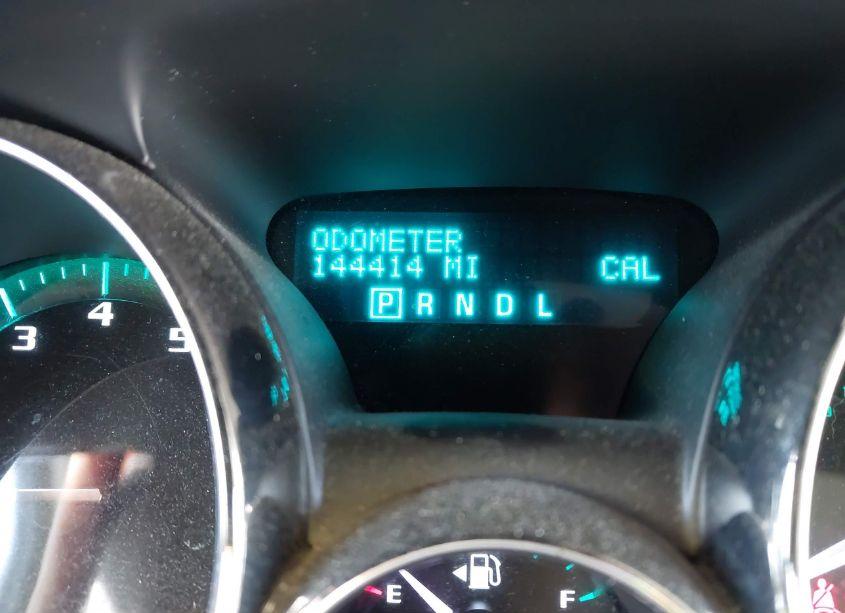 ODOMETER
144414 MI CAL
P R N D L
3 4 5
E F